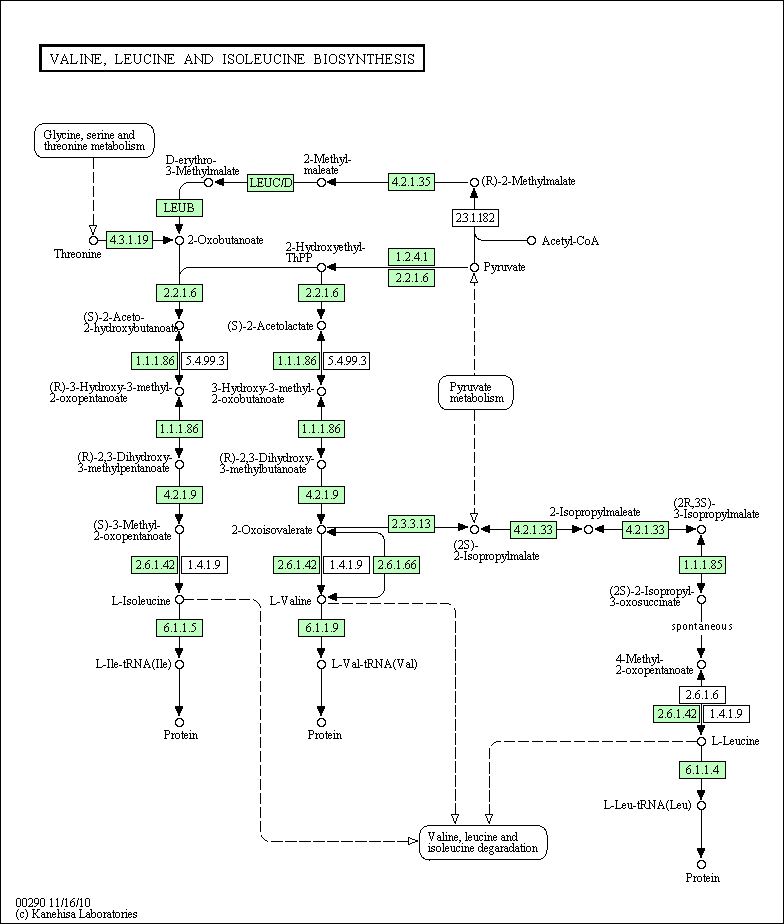 VALINE, LEUCINE AND ISOLEUCINE BIOSYNTHESIS
Glycine, serine and
threonine metabolism
D-erythro-
3-Methylmalate
2-Methyl-
maleate
LEUC/D
4.2.1.35
(R)-2-Methylmalate
LEUB
2.3.1.182
4.3.1.19
Threonine
2-Oxobutanoate
Acetyl-CoA
2-Hydroxyethyl-
ThPP
1.2.4.1
2.2.1.6
Pyruvate
2.2.1.6
2.2.1.6
(S)-2-Aceto-
2-hydroxybutanoate
(S)-2-Acetolactate
1.1.1.86
5.4.99.3
1.1.1.86
5.4.99.3
(R)-3-Hydroxy-3-methyl-
2-oxopentanoate
3-Hydroxy-3-methyl-
2-oxobutanoate
Pyruvate
metabolism
1.1.1.86
1.1.1.86
(R)-2,3-Dihydroxy-
3-methylpentanoate
(R)-2,3-Dihydroxy-
3-methylbutanoate
4.2.1.9
4.2.1.9
(S)-3-Methyl-
2-oxopentanoate
2-Oxoisovalerate
2.3.3.13
(2S)-
2-Isopropylmalate
4.2.1.33
2-Isopropylmaleate
4.2.1.33
(2R,3S)-
3-Isopropylmalate
2.6.1.42
1.4.1.9
2.6.1.42
1.4.1.9
2.6.1.66
1.1.1.85
L-Isoleucine
L-Valine
(2S)-2-Isopropyl-
3-oxosuccinate
6.1.1.5
6.1.1.9
spontaneous
L-Ile-tRNA(Ile)
L-Val-tRNA(Val)
4-Methyl-
2-oxopentanoate
2.6.1.6
2.6.1.42
1.4.1.9
Protein
Protein
L-Leucine
6.1.1.4
L-Leu-tRNA(Leu)
Valine, leucine and
isoleucine degradation
Protein
00290 11/16/10
(c) Kanehisa Laboratories